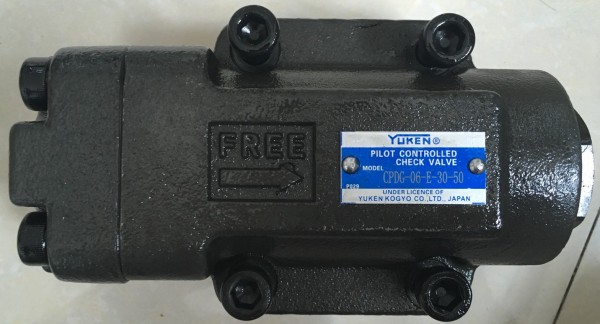 FREE
YUKEN®
PILOT CONTROLLED
CHECK VALVE
MODEL CPDG-06-E-30-50
P029
UNDER LICENCE OF
YUKEN KOGYO CO.,LTD., JAPAN